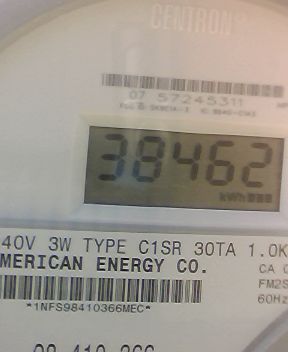 CENTRON®
07 57245311
38462
kWh
40V 3W TYPE C1SR 30TA 1.0K
MERICAN ENERGY CO.
CA
FM2S
60Hz
*1NFS98410366MEC*